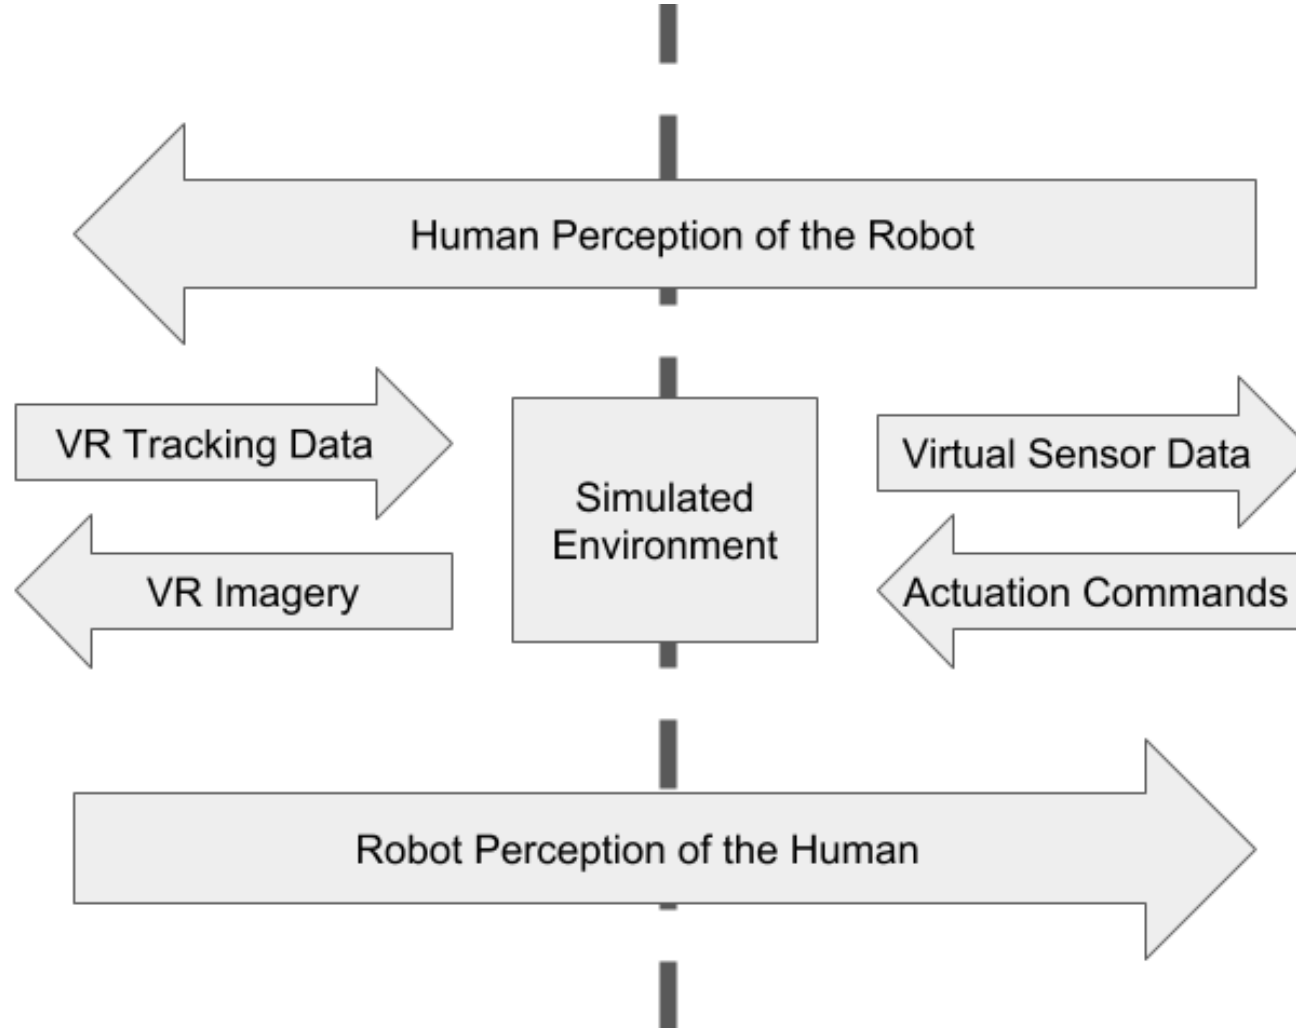 Human Perception of the Robot
VR Tracking Data
Virtual Sensor Data
Simulated
Environment
VR Imagery
Actuation Commands
Robot Perception of the Human